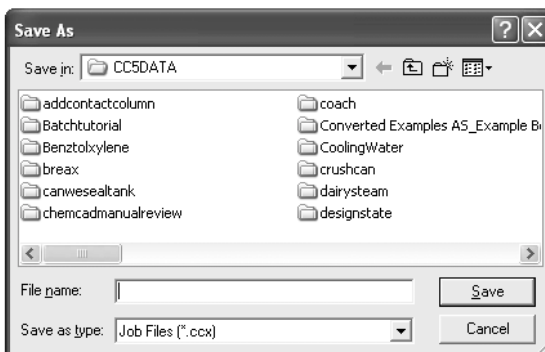 Save As
Save in: CC5DATA
addcontactcolumn
Batchtutorial
Benztolxylene
breax
canwesealtank
chemcadmanualreview
coach
Converted Examples AS_Example B
CoolingWater
crushcan
dairysteam
designstate
File name:
Save
Save as type: Job Files (*.ccx)
Cancel